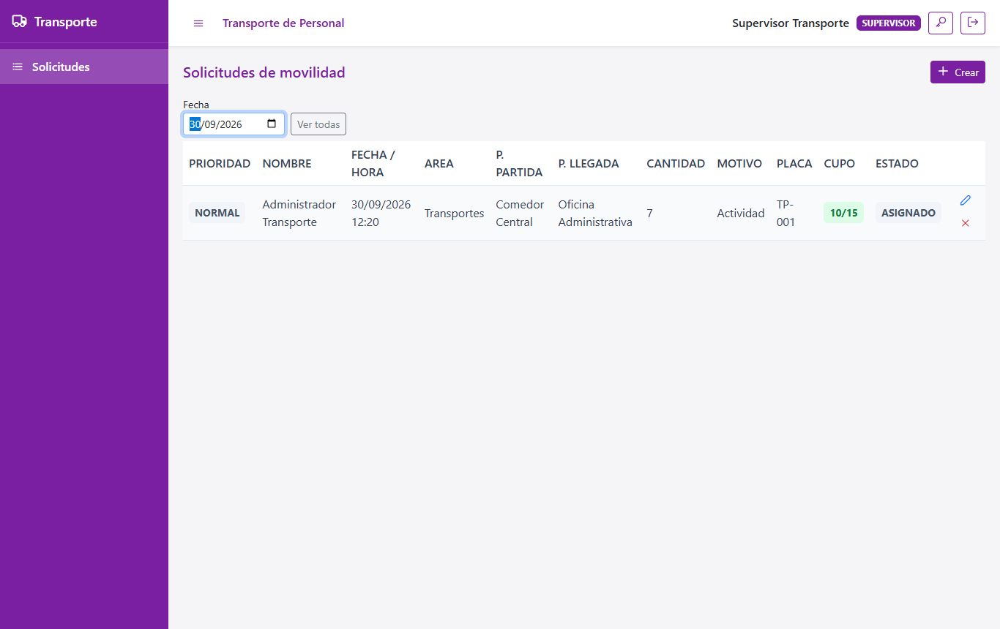 Transporte
Transporte de Personal
Supervisor Transporte SUPERVISOR
Solicitudes
Solicitudes de movilidad
Crear
Fecha
30/09/2026
Ver todas
PRIORIDAD NOMBRE FECHA / HORA AREA P. PARTIDA P. LLEGADA CANTIDAD MOTIVO PLACA CUPO ESTADO
NORMAL Administrador Transporte 30/09/2026 12:20 Transportes Comedor Central Oficina Administrativa 7 Actividad TP-001 10/15 ASIGNADO